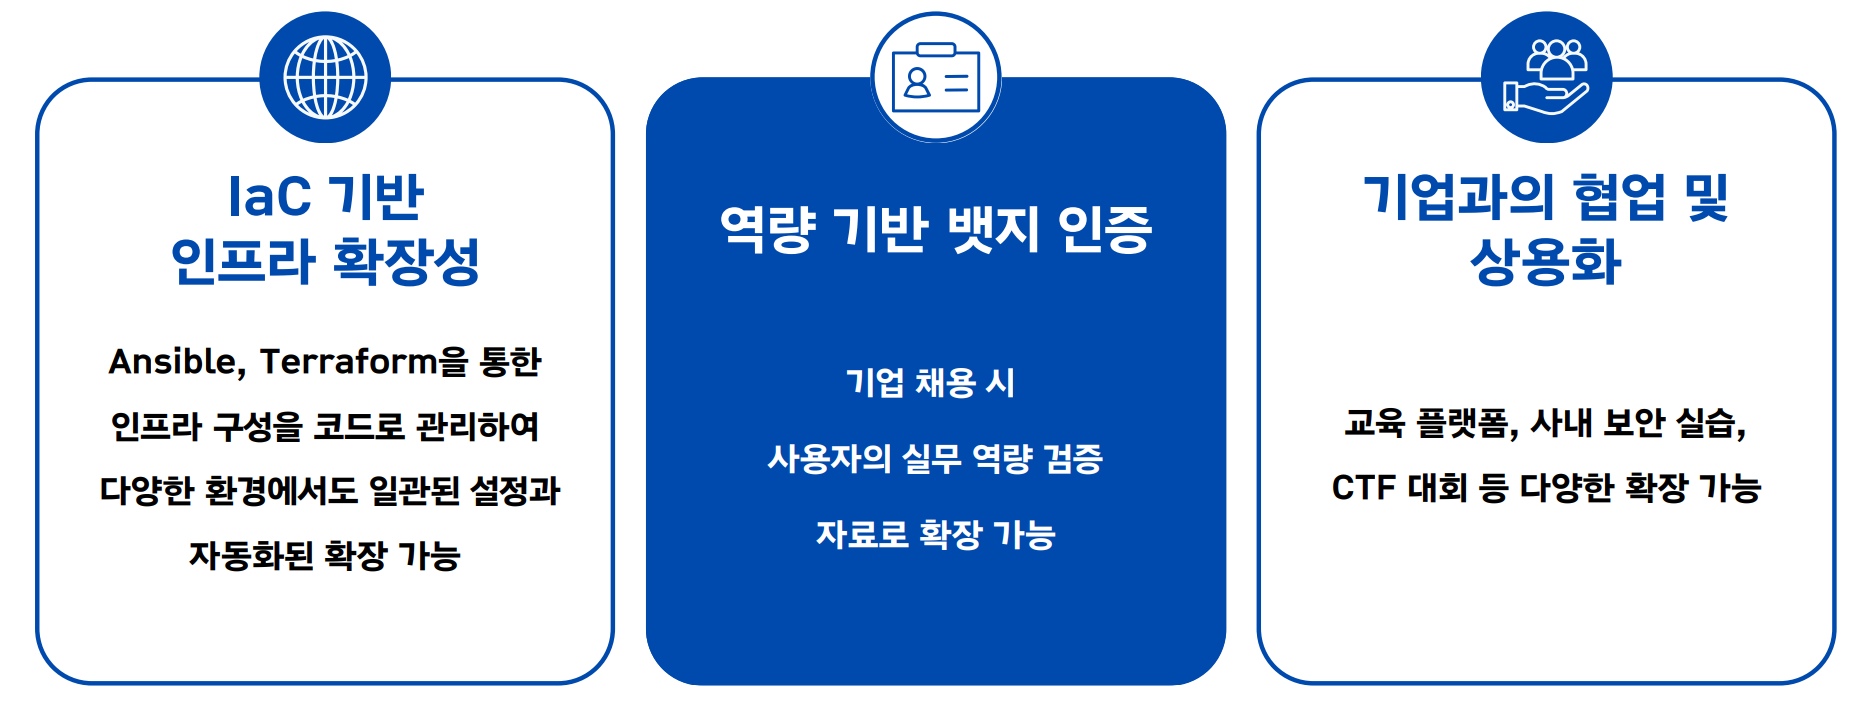 IaC 기반
인프라 확장성
Ansible, Terraform을 통한
인프라 구성을 코드로 관리하여
다양한 환경에서도 일관된 설정과
자동화된 확장 가능
역량 기반 뱃지 인증
기업 채용 시
사용자의 실무 역량 검증
자료로 확장 가능
기업과의 협업 및
상용화
교육 플랫폼, 사내 보안 실습,
CTF 대회 등 다양한 확장 가능